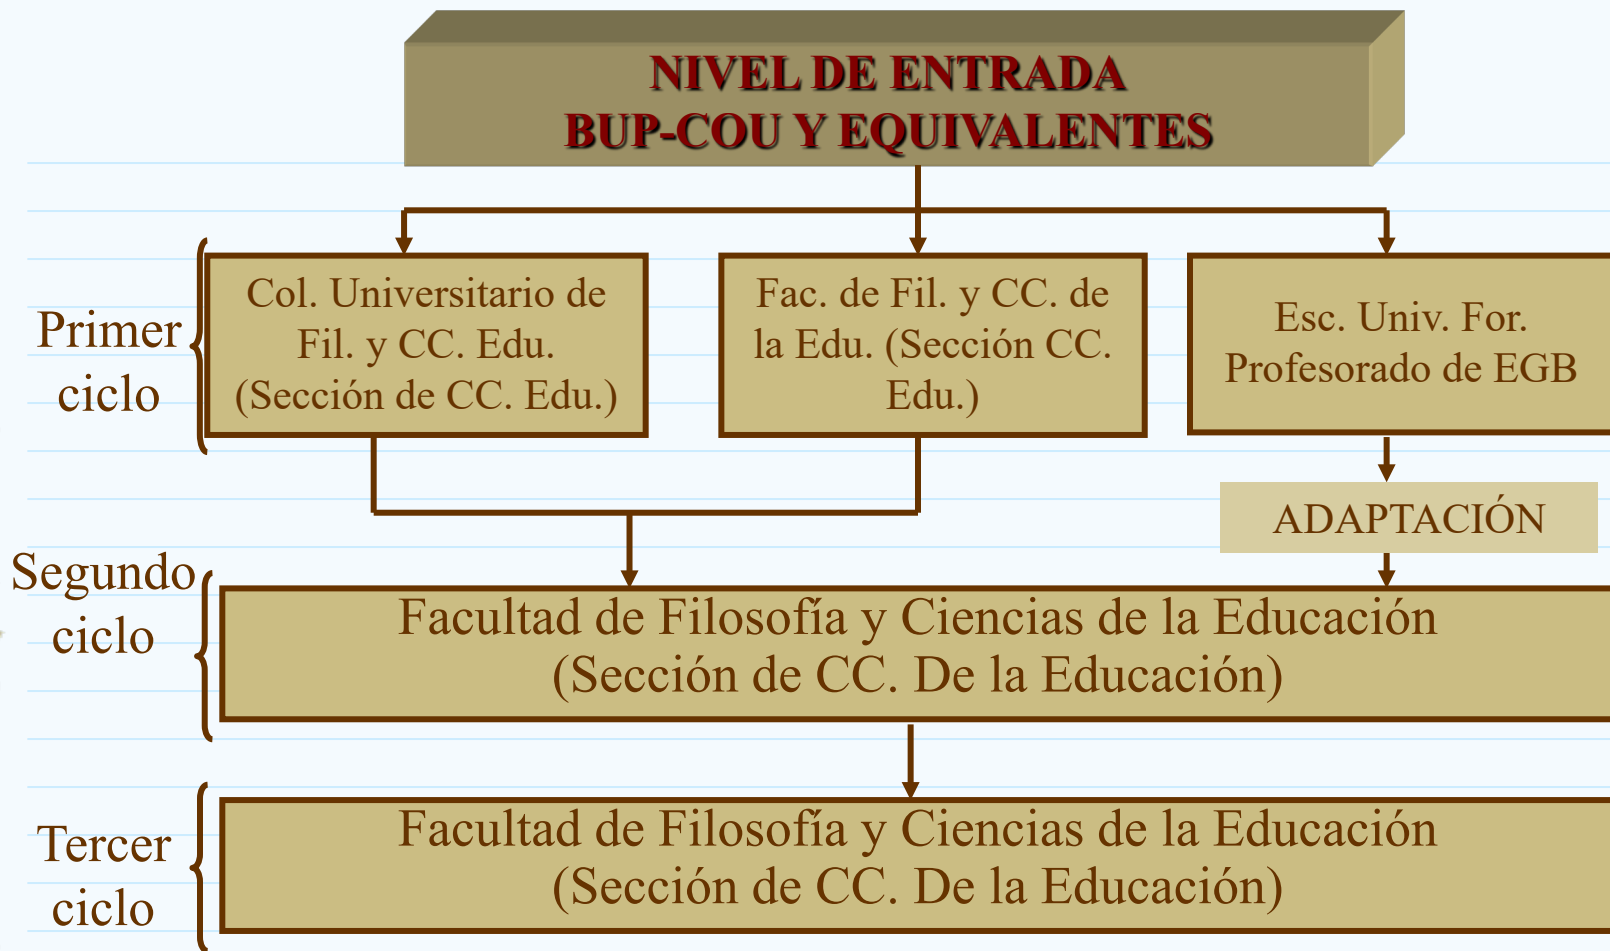 NIVEL DE ENTRADA
BUP-COU Y EQUIVALENTES
Primer
ciclo
Col. Universitario de
Fil. y CC. Edu.
(Sección de CC. Edu.)
Fac. de Fil. y CC. de
la Edu. (Sección CC.
Edu.)
Esc. Univ. For.
Profesorado de EGB
ADAPTACIÓN
Segundo
ciclo
Facultad de Filosofía y Ciencias de la Educación
(Sección de CC. De la Educación)
Tercer
ciclo
Facultad de Filosofía y Ciencias de la Educación
(Sección de CC. De la Educación)